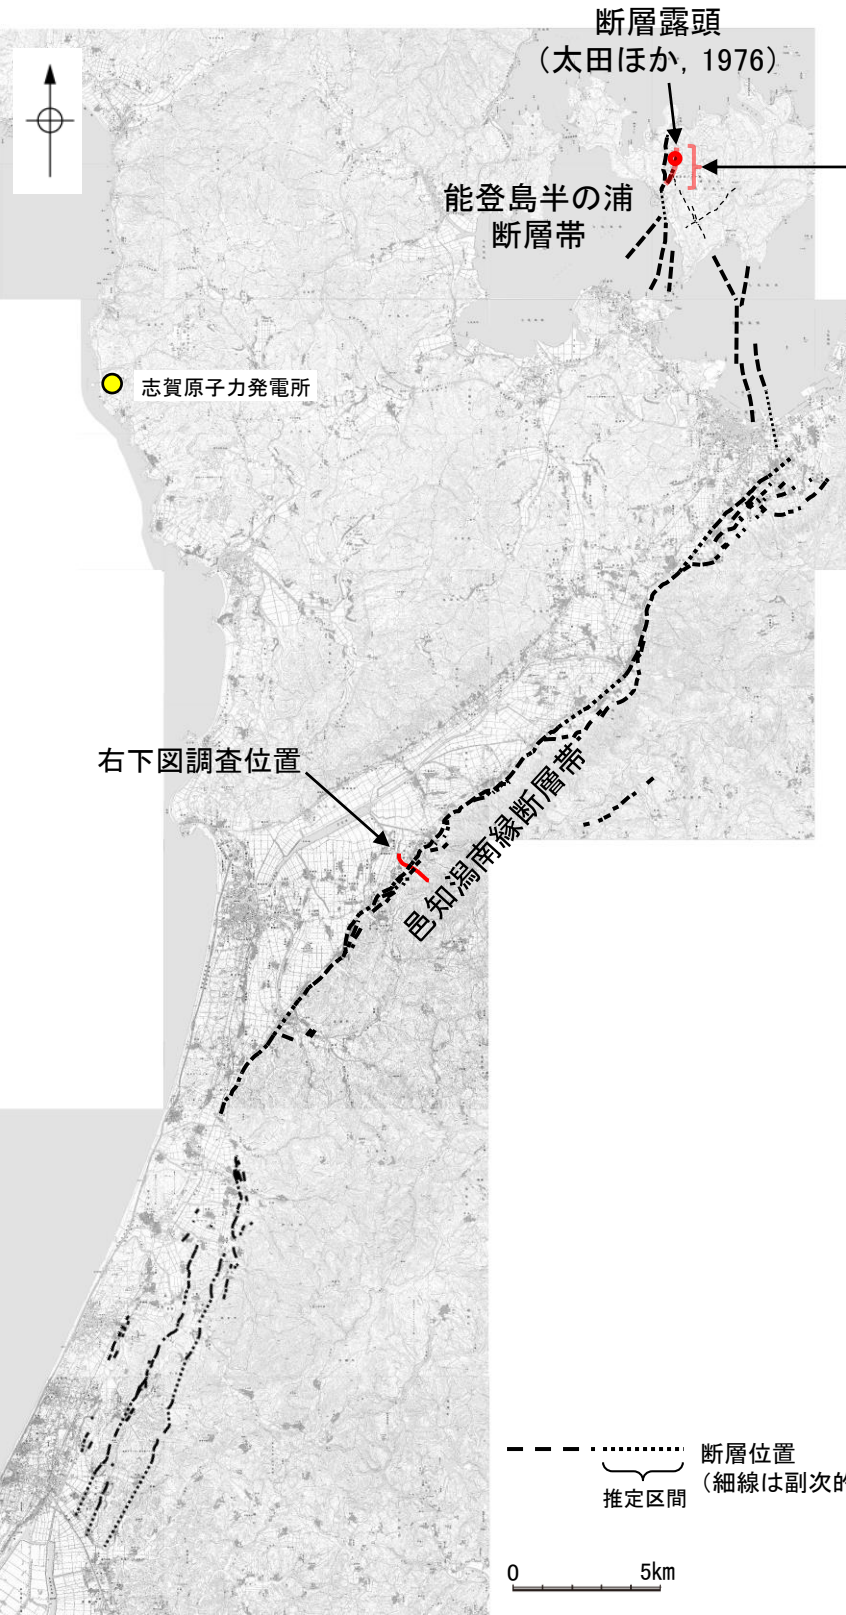 断層露頭
(太田ほか, 1976)
能登島半の浦
断層帯
志賀原子力発電所
右下図調査位置
邑知潟南縁断層帯
断層位置
(細線は副次的
推定区間
0 5km